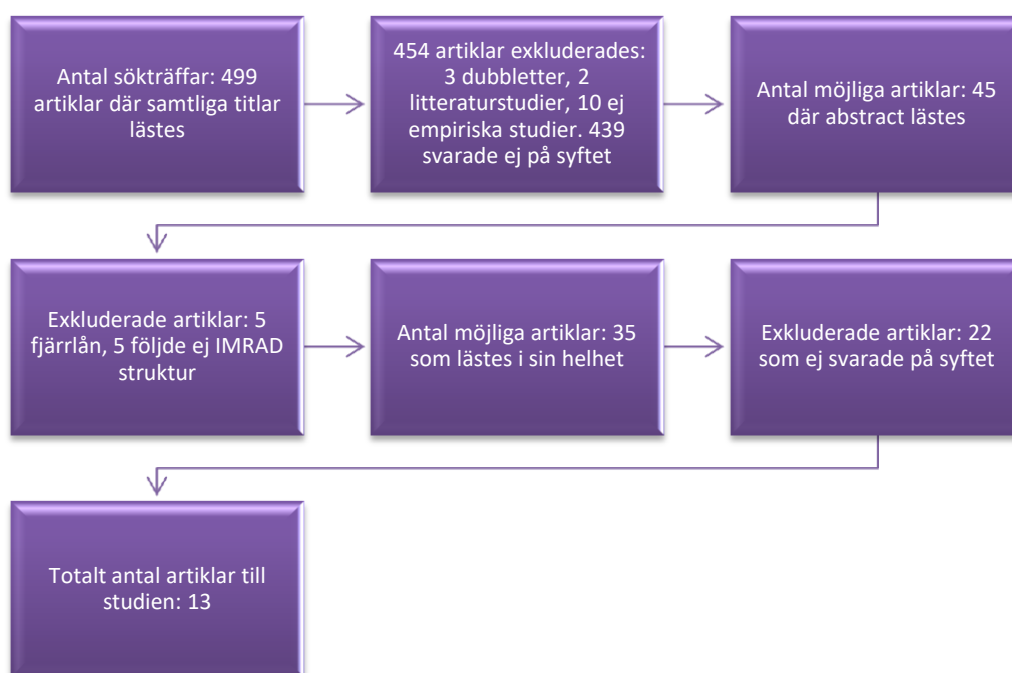 Antal sökträffar: 499
artiklar där samtliga titlar
lästes
454 artiklar exkluderades:
3 dubbletter, 2
litteraturstudier, 10 ej
empiriska studier. 439
svarade ej på syftet
Antal möjliga artiklar: 45
där abstract lästes
Exkluderade artiklar: 5
fjärrlån, 5 följde ej IMRAD
struktur
Antal möjliga artiklar: 35
som lästes i sin helhet
Exkluderade artiklar: 22
som ej svarade på syftet
Totalt antal artiklar till
studien: 13